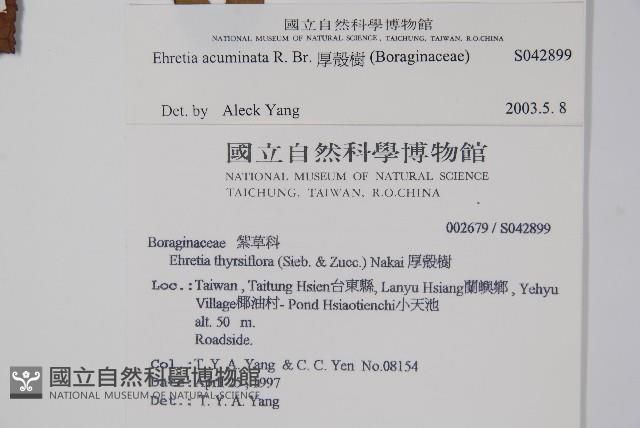 國立自然科學博物館
NATIONAL MUSEUM OF NATURAL SCIENCE, TAICHUNG, TAIWAN, R.O.CHINA
Ehretia acuminata R. Br. 厚殼樹 (Boraginaceae) S042899
Det. by Aleck Yang 2003.5. 8
國立自然科學博物館
NATIONAL MUSEUM OF NATURAL SCIENCE
TAICHUNG, TAIWAN, R.O.CHINA
002679 / S042899
Boraginaceae 紫草科
Ehretia thyrsiflora (Sieb. & Zucc.) Nakai 厚殼樹
Loc.: Taiwan , Taitung Hsien台東縣, Lanyu Hsiang蘭嶼鄉 , Yehyu
Village椰油村- Pond Hsiaotienchi小天池
alt. 50 m.
Roadside.
Col.: T. Y. A. Yang & C. C. Yen No.08154
國立自然科學博物館
Date: April 1997
NATIONAL MUSEUM OF NATURAL SCIENCE
Det.: T. Y. A. Yang